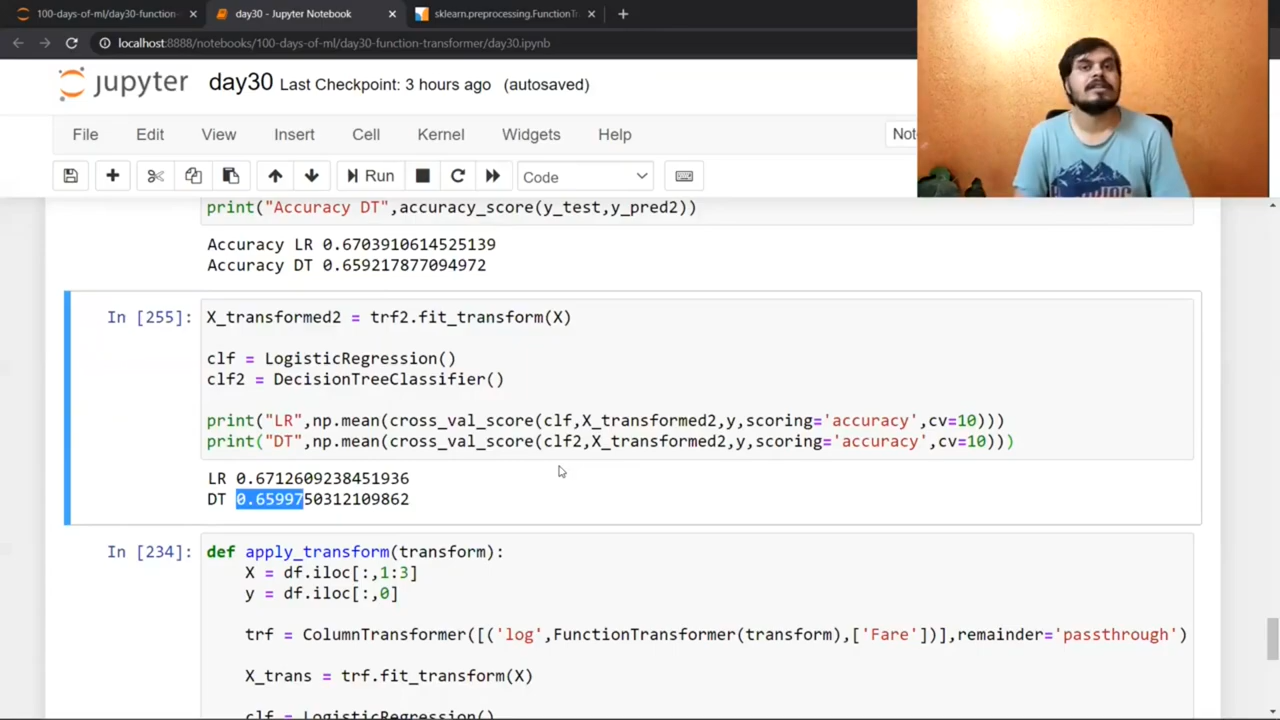 100-days-of-ml/day30-function-
day30 - Jupyter Notebook
sklearn.preprocessing.FunctionTr
localhost:8888/notebooks/100-days-of-ml/day30-function-transformer/day30.ipynb
jupyter day30 Last Checkpoint: 3 hours ago (autosaved)
File Edit View Insert Cell Kernel Widgets Help Not
Run Code
print("Accuracy DT",accuracy_score(y_test,y_pred2))
Accuracy LR 0.6703910614525139
Accuracy DT 0.659217877094972
In [255]: X_transformed2 = trf2.fit_transform(X)
clf = LogisticRegression()
clf2 = DecisionTreeClassifier()
print("LR",np.mean(cross_val_score(clf,X_transformed2,y,scoring='accuracy',cv=10)))
print("DT",np.mean(cross_val_score(clf2,X_transformed2,y,scoring='accuracy',cv=10)))
LR 0.6712609238451936
DT 0.6599750312109862
In [234]: def apply_transform(transform):
X = df.iloc[:,1:3]
y = df.iloc[:,0]
trf = ColumnTransformer([('log',FunctionTransformer(transform),['Fare'])],remainder='passthrough')
X_trans = trf.fit_transform(X)
clf = LogisticRegression()